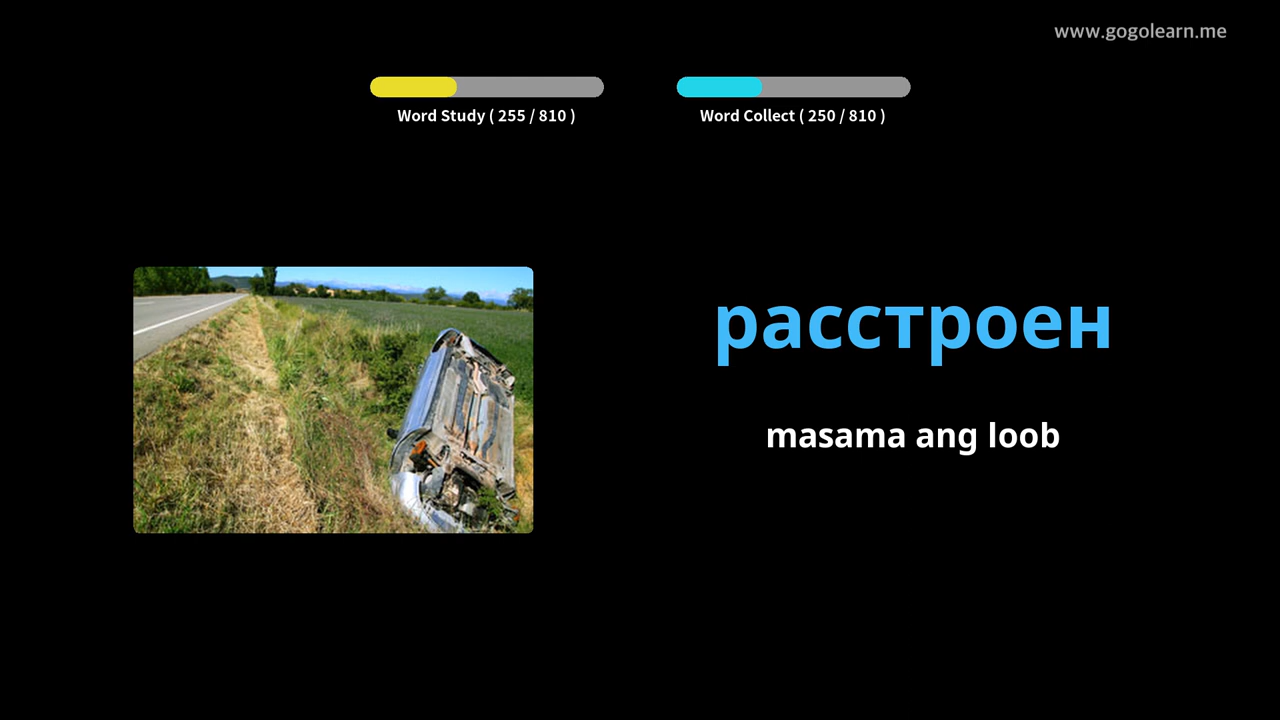 www.gogolearn.me
Word Study ( 255 / 810 )
Word Collect ( 250 / 810 )
расстроен
masama ang loob